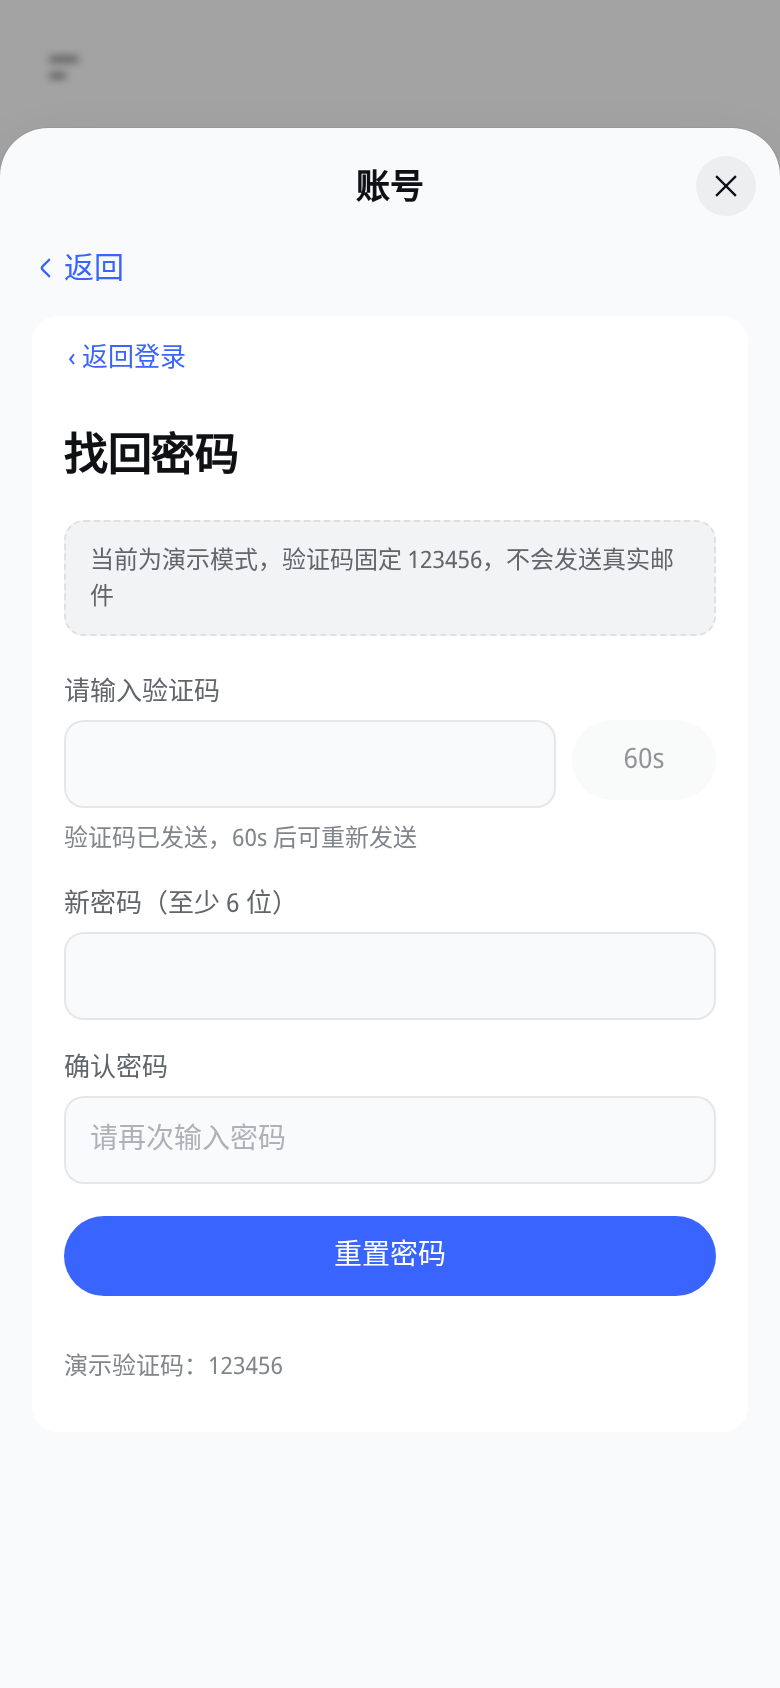 账号
返回
‹ 返回登录
找回密码
当前为演示模式，验证码固定 123456，不会发送真实邮
件
请输入验证码
60s
验证码已发送，60s 后可重新发送
新密码（至少 6 位）
确认密码
请再次输入密码
重置密码
演示验证码：123456